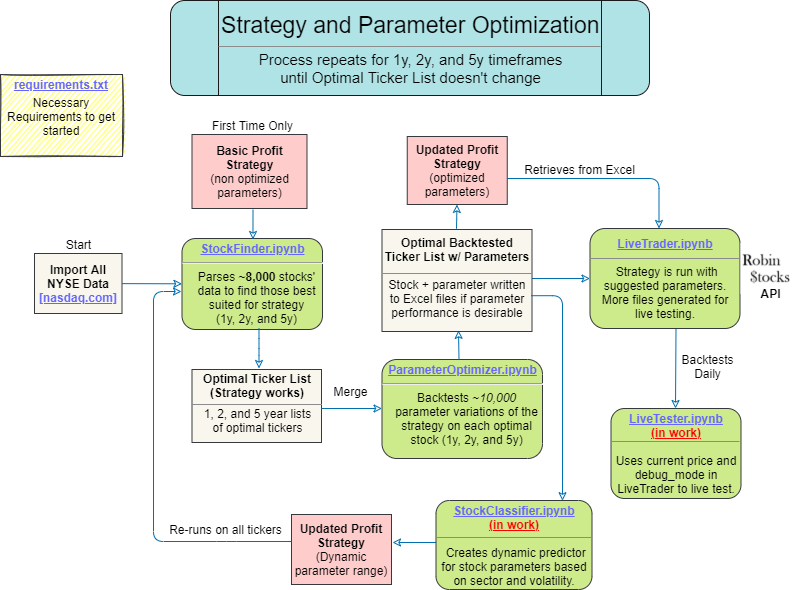 Strategy and Parameter Optimization
Process repeats for 1y, 2y, and 5y timeframes
until Optimal Ticker List doesn't change
requirements.txt
Necessary
Requirements to get
started
First Time Only
Basic Profit
Strategy
(non optimized
parameters)
Updated Profit
Strategy
(optimized
parameters)
Retrieves from Excel
Start
Import All
NYSE Data
[nasdaq.com]
StockFinder.ipynb
Parses ~8,000 stocks'
data to find those best
suited for strategy
(1y, 2y, and 5y)
Optimal Backtested
Ticker List w/ Parameters
Stock + parameter written
to Excel files if parameter
performance is desirable
LiveTrader.ipynb
Strategy is run with
suggested parameters.
More files generated for
live testing.
Robin
Stocks
API
Optimal Ticker List
(Strategy works)
1, 2, and 5 year lists
of optimal tickers
Merge
ParameterOptimizer.ipynb
Backtests ~10,000
parameter variations of the
strategy on each optimal
stock (1y, 2y, and 5y)
Backtests
Daily
LiveTester.ipynb
(in work)
Uses current price and
debug_mode in
LiveTrader to live test.
Re-runs on all tickers
Updated Profit
Strategy
(Dynamic
parameter range)
StockClassifier.ipynb
(in work)
Creates dynamic predictor
for stock parameters based
on sector and volatility.